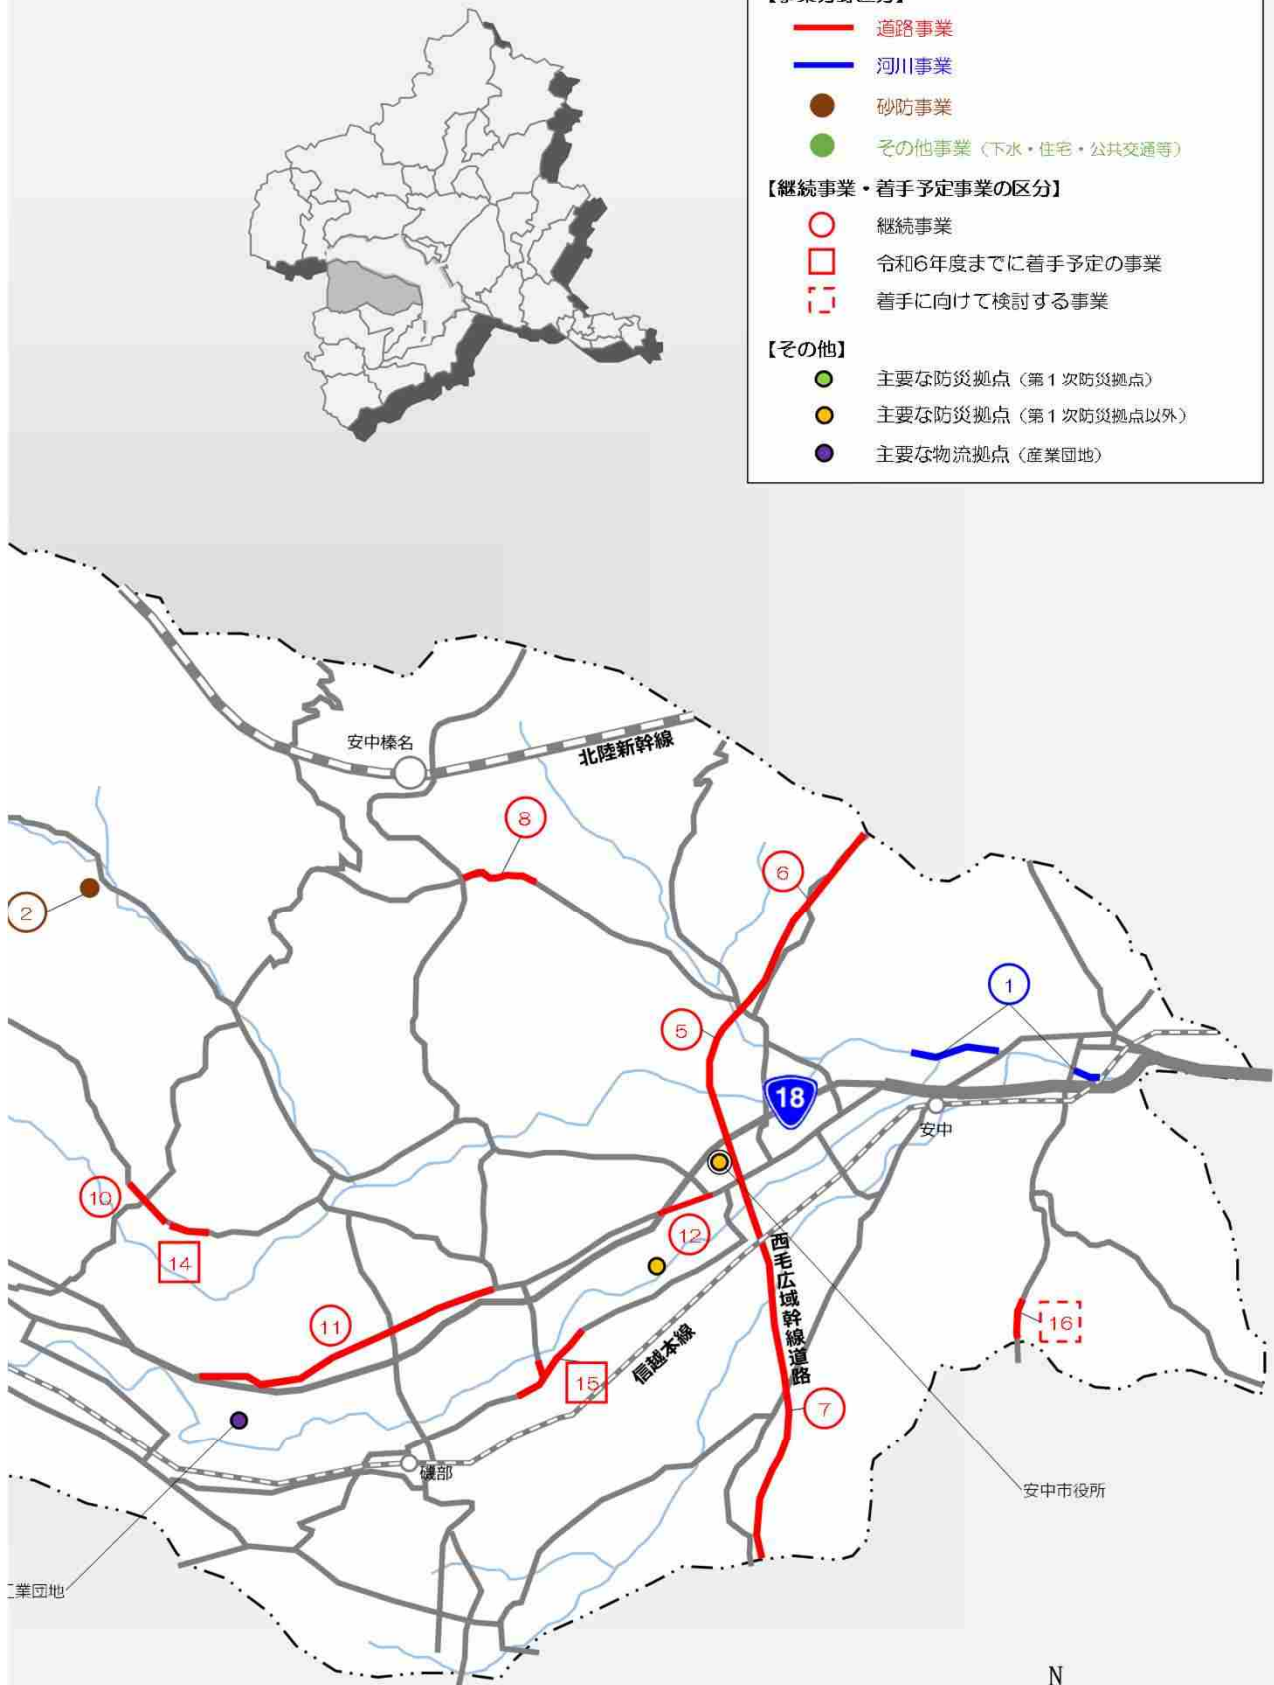 【事業分野区分】
道路事業
河川事業
砂防事業
その他事業（下水・住宅・公共交通等）
【継続事業・着手予定事業の区分】
継続事業
令和6年度までに着手予定の事業
着手に向けて検討する事業
【その他】
主要な防災拠点（第１次防災拠点）
主要な防災拠点（第１次防災拠点以外）
主要な物流拠点（産業団地）
安中榛名
北陸新幹線
8
6
2
1
5
18
安中
10
12
14
西毛広域幹線道路
11
16
信越本線
15
7
磯部
安中市役所
業団地
N